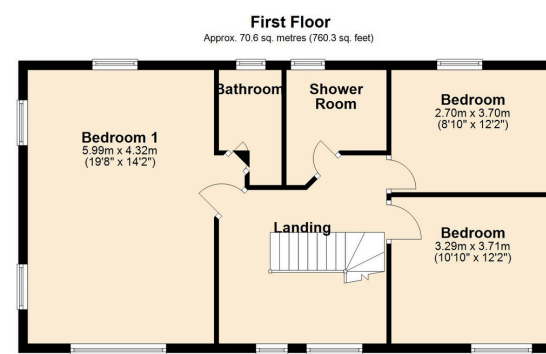 First Floor
Approx. 70.6 sq. metres (760.3 sq. feet)
Bathroom
Shower
Room
Bedroom
2.70m x 3.70m
(8'10" x 12'2")
Bedroom 1
5.99m x 4.32m
(19'8" x 14'2")
Landing
Bedroom
3.29m x 3.71m
(10'10" x 12'2")